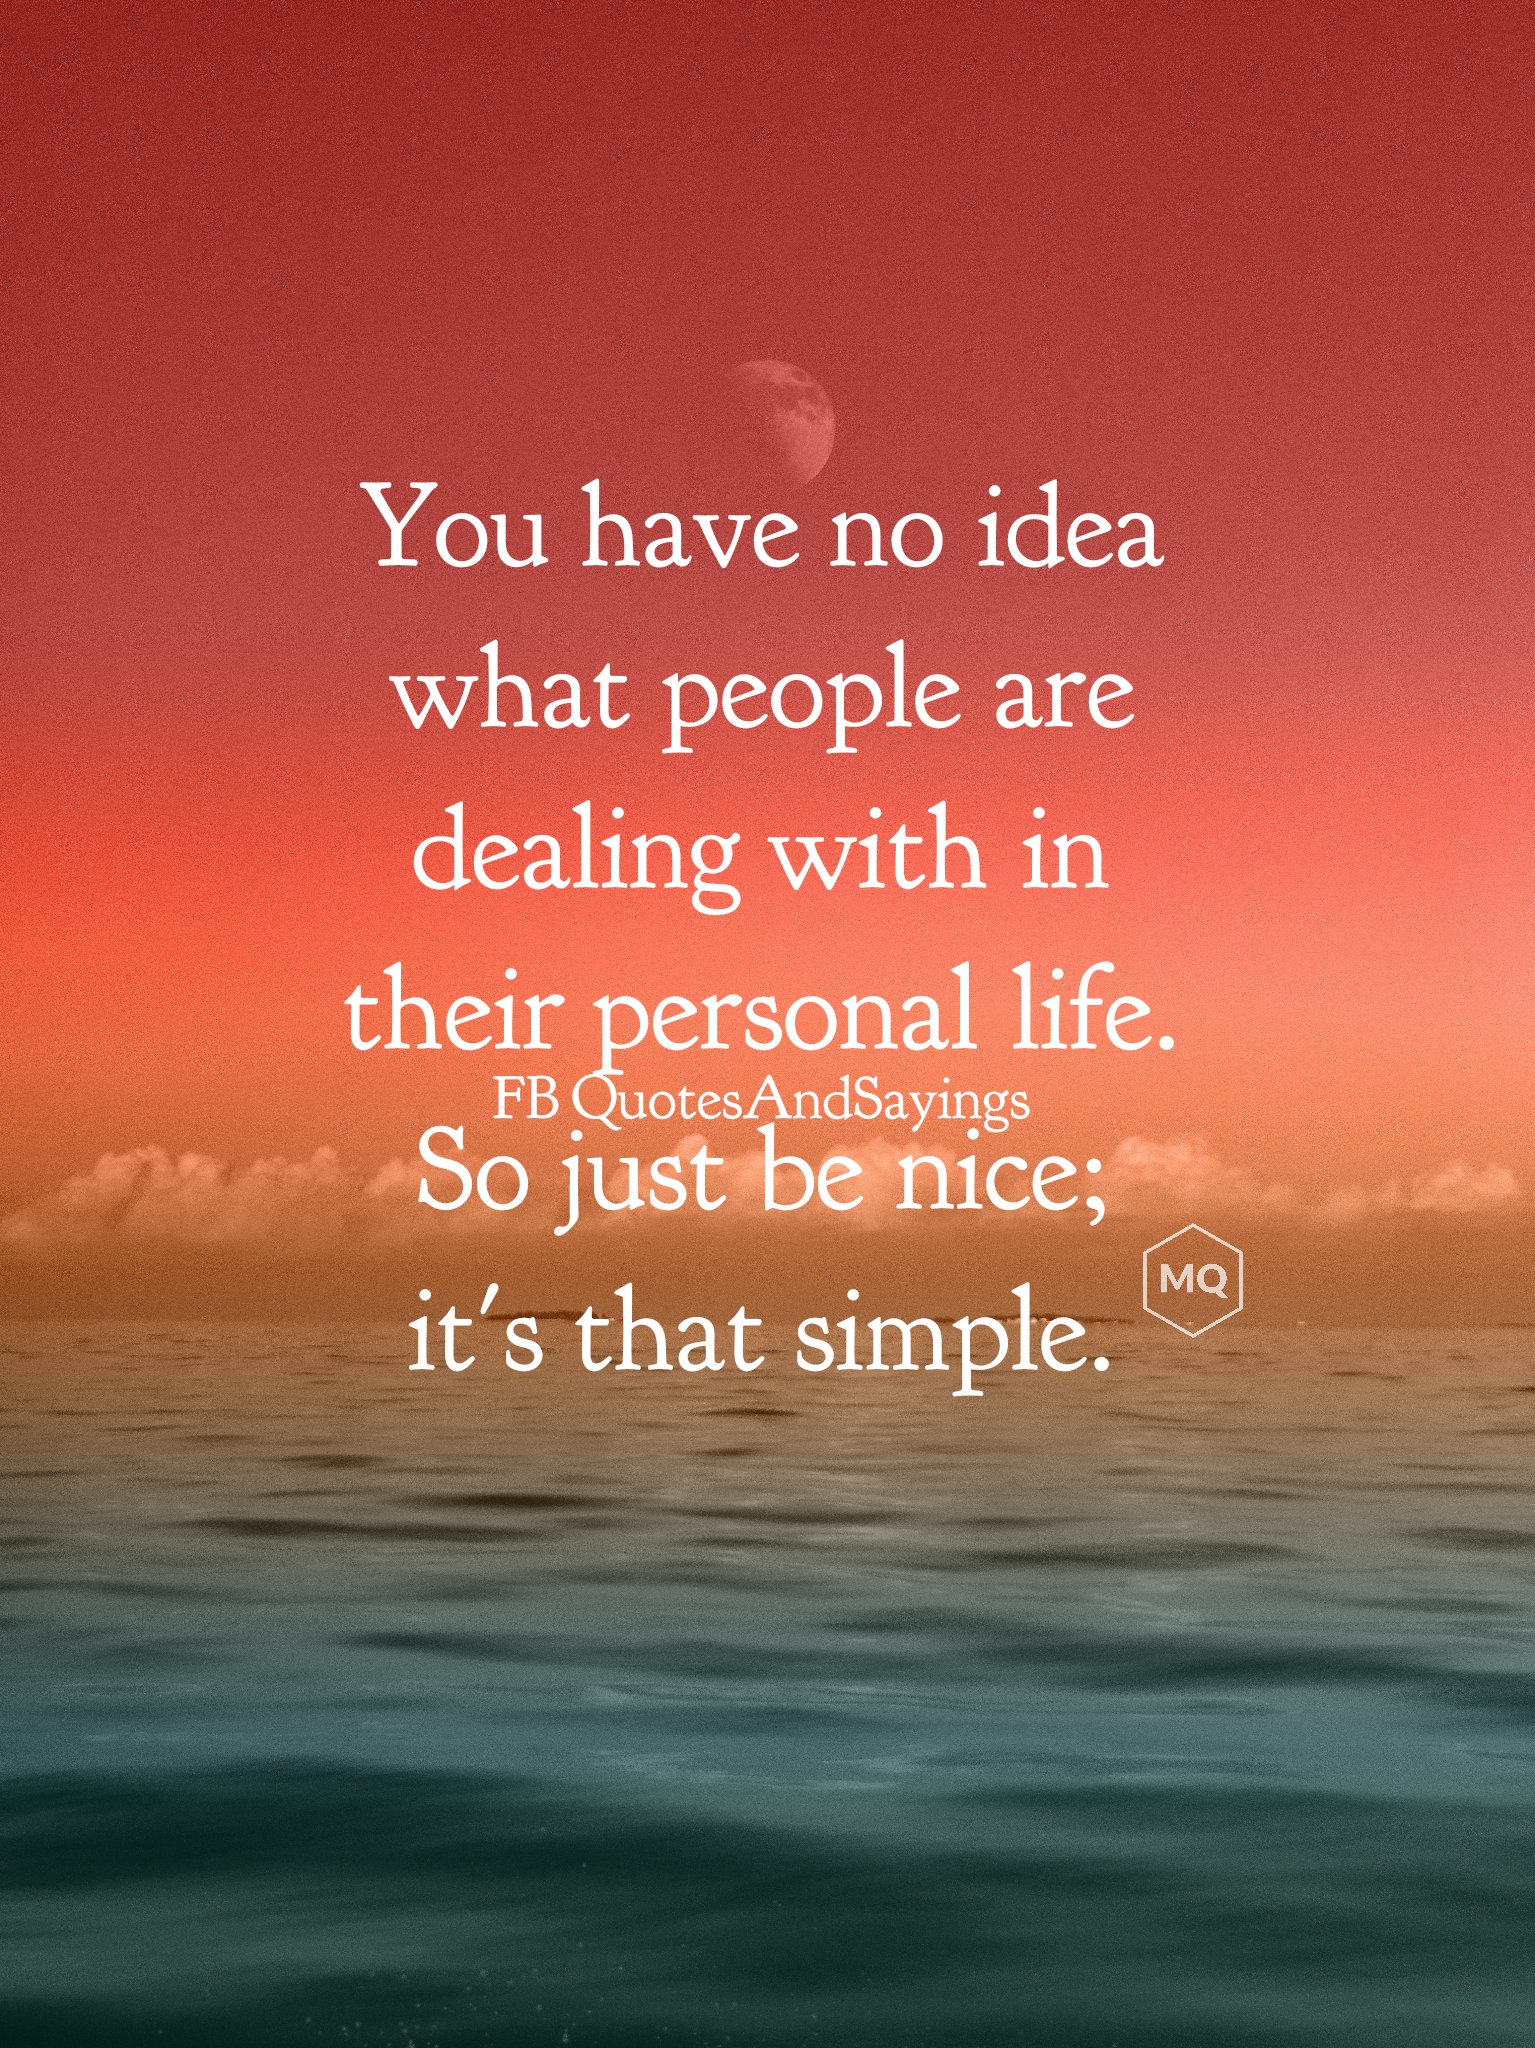 You have no idea
what people are
dealing with in
their personal life.
FB QuotesAndSayings
So just be nice;
it's that simple.
MQ